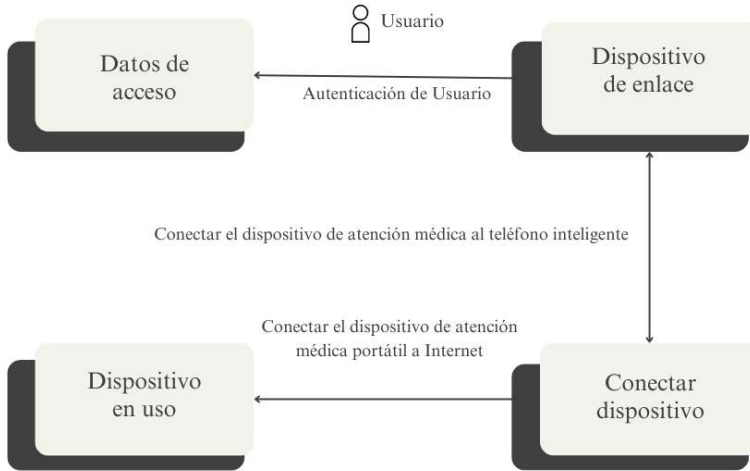 Usuario
Datos de
acceso
Autenticación de Usuario
Dispositivo
de enlace
Conectar el dispositivo de atención médica al teléfono inteligente
Conectar el dispositivo de atención
médica portátil a Internet
Dispositivo
en uso
Conectar
dispositivo